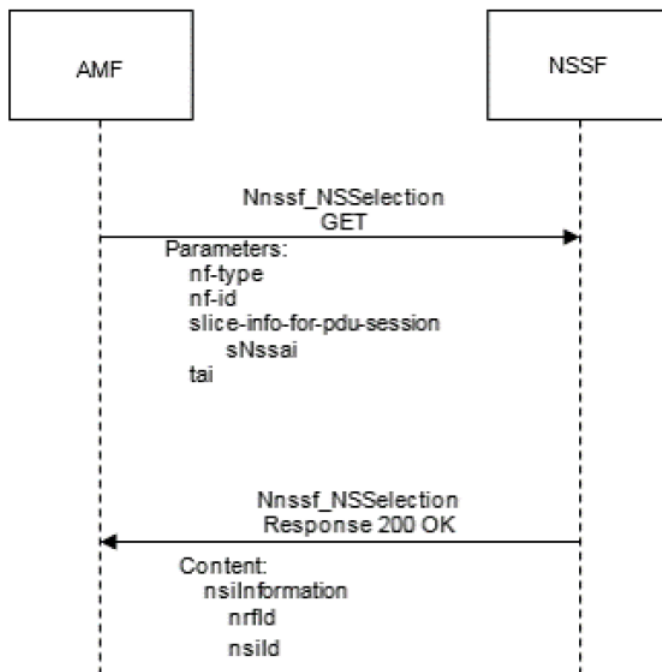 AMF
NSSF
Nnssf_NSSelection
GET
Parameters:
nf-type
nf-id
slice-info-for-pdu-session
sNssai
tai
Nnssf_NSSelection
Response 200 OK
Content:
nsiInformation
nrfId
nsiId